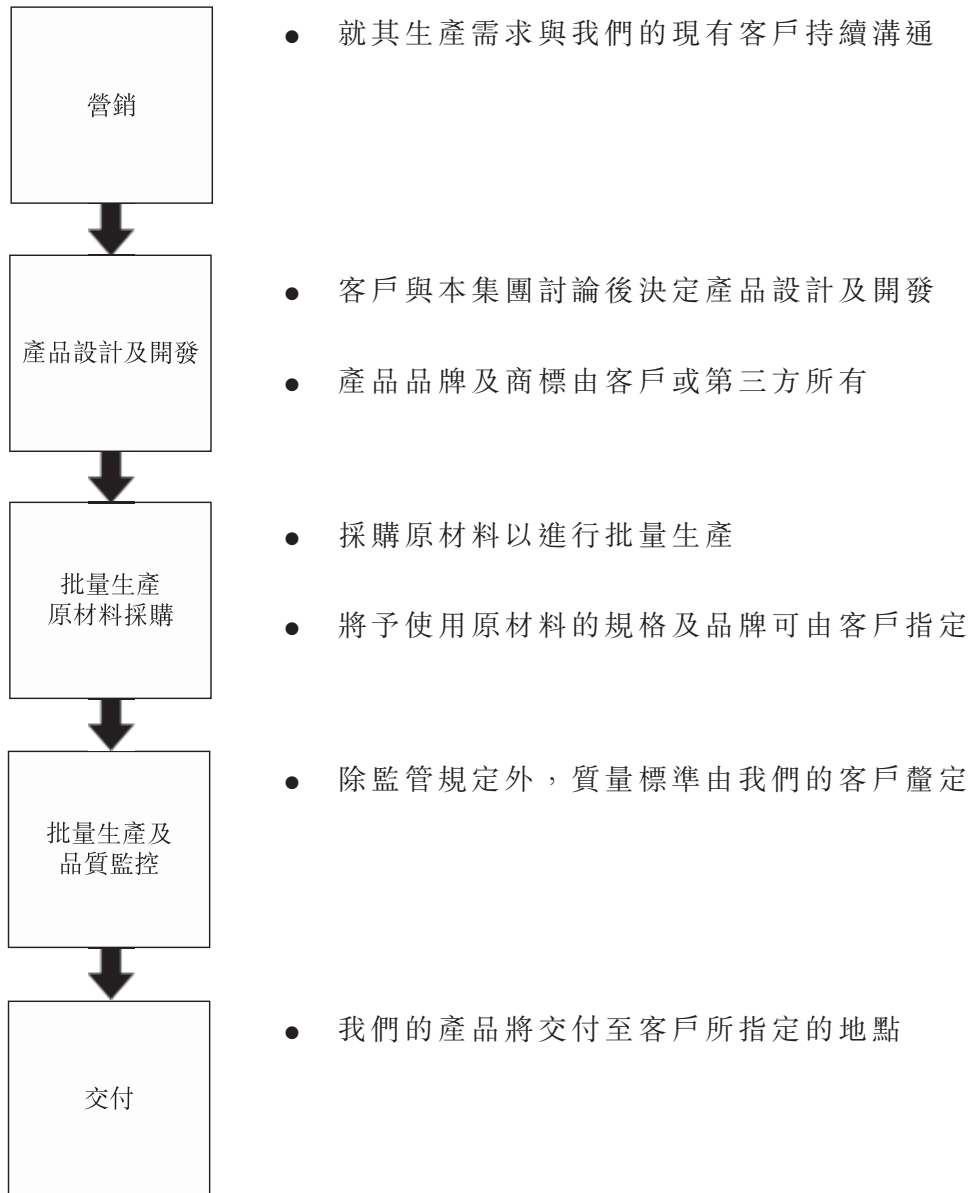 營銷
• 就其生產需求與我們的現有客戶持續溝通
產品設計及開發
• 客戶與本集團討論後決定產品設計及開發
• 產品品牌及商標由客戶或第三方所有
批量生產
原材料採購
• 採購原材料以進行批量生產
• 將予使用原材料的規格及品牌可由客戶指定
批量生產及
品質監控
• 除監管規定外，質量標準由我們的客戶釐定
交付
• 我們的產品將交付至客戶所指定的地點